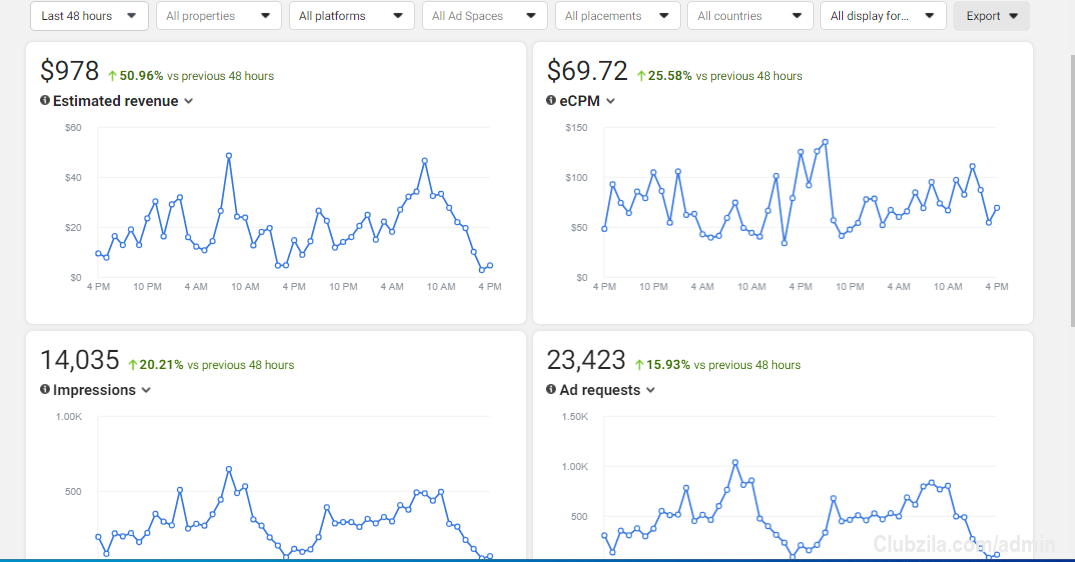 Last 48 hours All properties All platforms All Ad Spaces All placements All countries All display for... Export
$978 50.96% vs previous 48 hours
Estimated revenue
$60
$40
$20
$0
4 PM 10 PM 4 AM 10 AM 4 PM 10 PM 4 AM 10 AM 4 PM
$69.72 25.58% vs previous 48 hours
eCPM
$150
$100
$50
$0
4 PM 10 PM 4 AM 10 AM 4 PM 10 PM 4 AM 10 AM 4 PM
14,035 20.21% vs previous 48 hours
Impressions
1.00K
500
23,423 15.93% vs previous 48 hours
Ad requests
1.50K
1.00K
500
Clubzila.com/admin